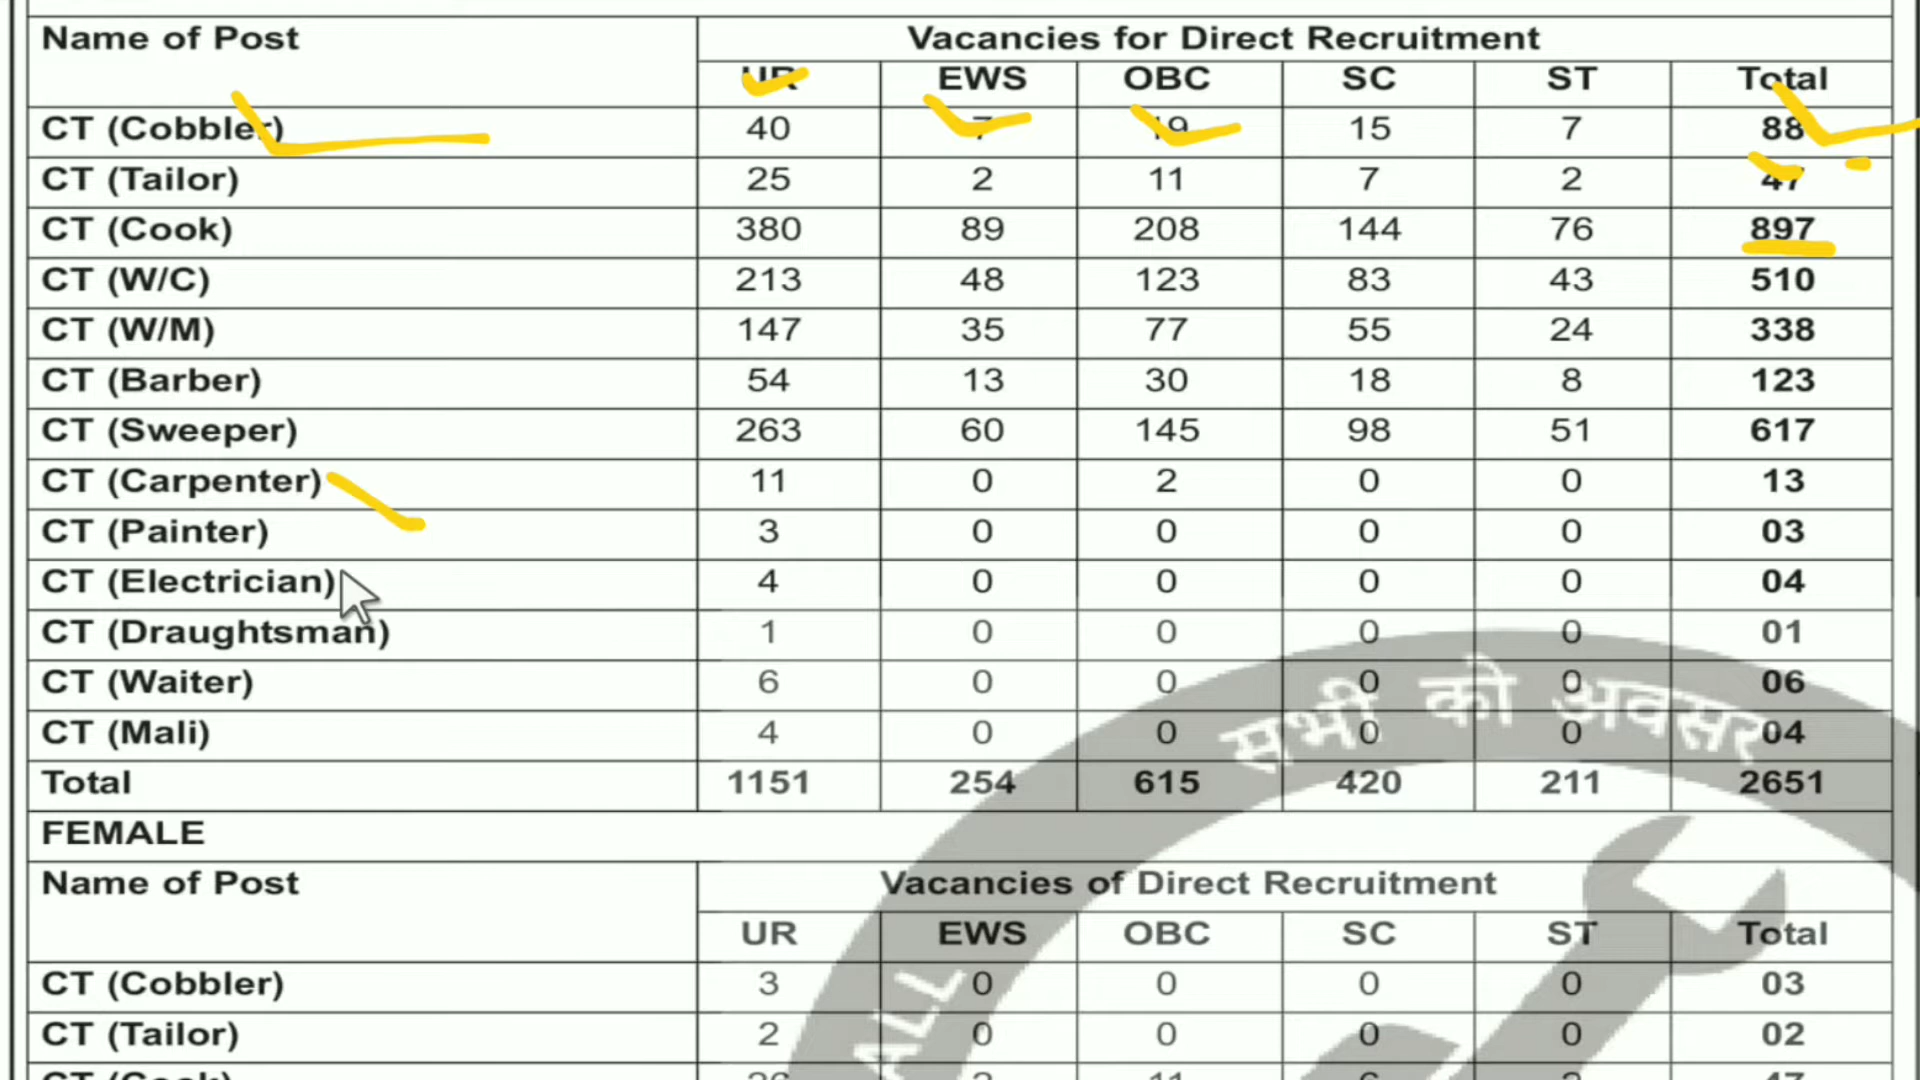 Name of Post Vacancies for Direct Recruitment
UR EWS OBC SC ST Total
CT (Cobbler) 40 7 19 15 7 88
CT (Tailor) 25 2 11 7 2 47
CT (Cook) 380 89 208 144 76 897
CT (W/C) 213 48 123 83 43 510
CT (W/M) 147 35 77 55 24 338
CT (Barber) 54 13 30 18 8 123
CT (Sweeper) 263 60 145 98 51 617
CT (Carpenter) 11 0 2 0 0 13
CT (Painter) 3 0 0 0 0 03
CT (Electrician) 4 0 0 0 0 04
CT (Draughtsman) 1 0 0 0 0 01
CT (Waiter) 6 0 0 0 0 06
CT (Mali) 4 0 0 0 0 04
Total 1151 254 615 420 211 2651
FEMALE
Name of Post Vacancies of Direct Recruitment
UR EWS OBC SC ST Total
CT (Cobbler) 3 0 0 0 0 03
CT (Tailor) 2 0 0 0 0 02
सभी को अवसर
ALL